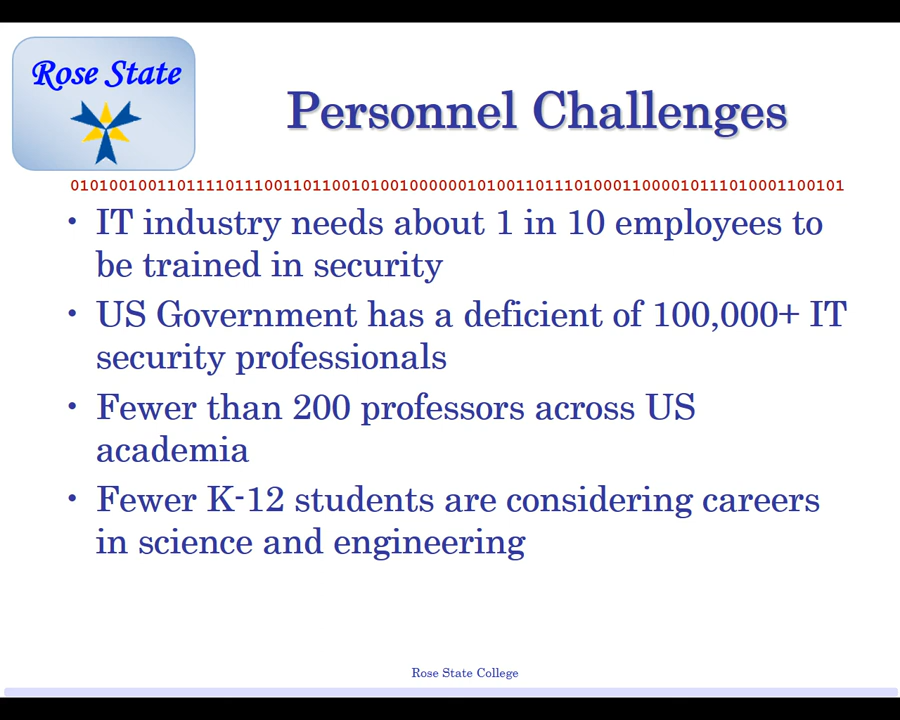 Rose State
Personnel Challenges
01010010011011110111001101100101001000000101001101110100011000010111010001100101
• IT industry needs about 1 in 10 employees to
be trained in security
• US Government has a deficient of 100,000+ IT
security professionals
• Fewer than 200 professors across US
academia
• Fewer K-12 students are considering careers
in science and engineering
Rose State College